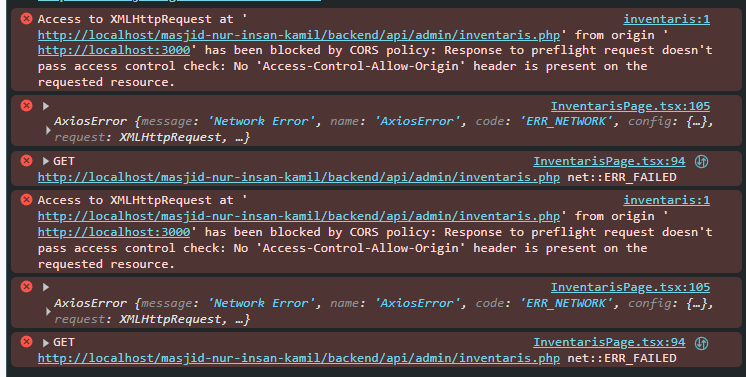 Access to XMLHttpRequest at ' inventaris:1
http://localhost/masjid-nur-insan-kamil/backend/api/admin/inventaris.php' from origin '
http://localhost:3000' has been blocked by CORS policy: Response to preflight request doesn't
pass access control check: No 'Access-Control-Allow-Origin' header is present on the
requested resource.
InventarisPage.tsx:105
AxiosError {message: 'Network Error', name: 'AxiosError', code: 'ERR_NETWORK', config: {…},
request: XMLHttpRequest, …}
GET InventarisPage.tsx:94
http://localhost/masjid-nur-insan-kamil/backend/api/admin/inventaris.php net::ERR_FAILED
Access to XMLHttpRequest at ' inventaris:1
http://localhost/masjid-nur-insan-kamil/backend/api/admin/inventaris.php' from origin '
http://localhost:3000' has been blocked by CORS policy: Response to preflight request doesn't
pass access control check: No 'Access-Control-Allow-Origin' header is present on the
requested resource.
InventarisPage.tsx:105
AxiosError {message: 'Network Error', name: 'AxiosError', code: 'ERR_NETWORK', config: {…},
request: XMLHttpRequest, …}
GET InventarisPage.tsx:94
http://localhost/masjid-nur-insan-kamil/backend/api/admin/inventaris.php net::ERR_FAILED